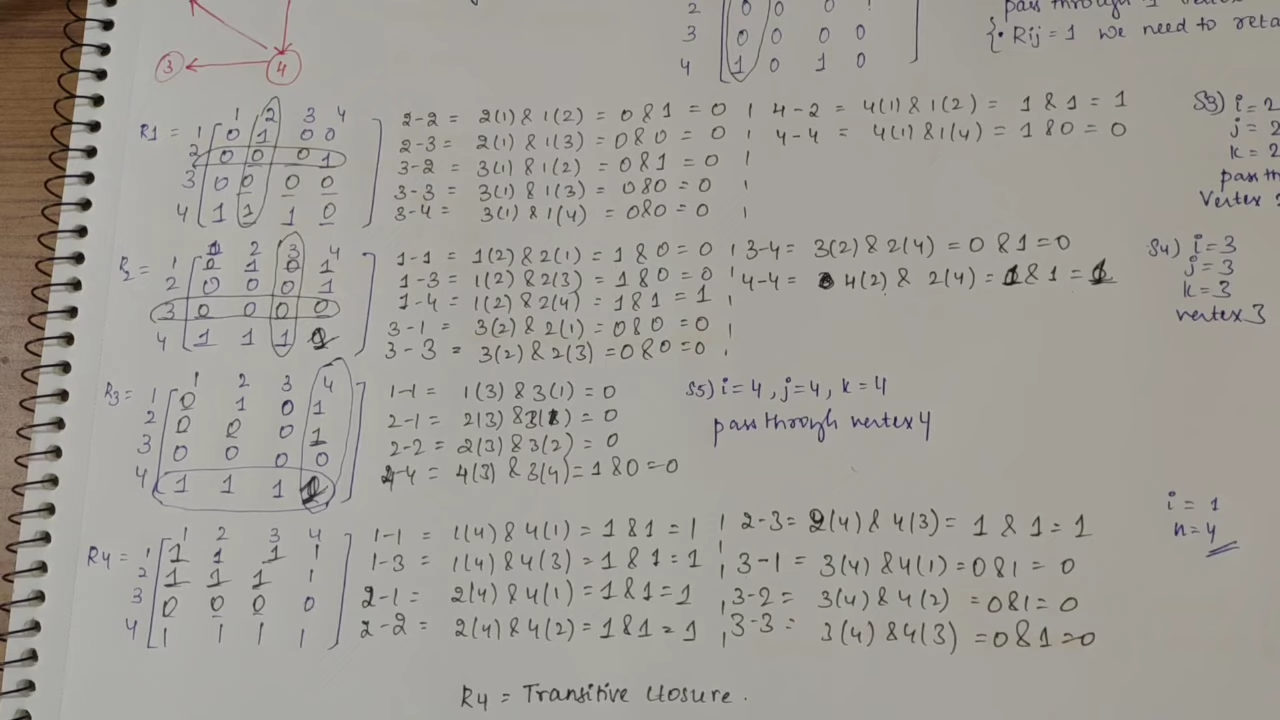 2 0 0 0 1
pass through 1 vertex
3 0 0 0 0
{• Rij = 1 we need to reta
3 4
4 1 0 1 0
1 2 3 4
R1 = 1 0 1 0 0
2 0 0 0 1
3 0 0 0 0
4 1 1 1 0
2-2 = 2(1) & 1(2) = 0 & 1 = 0 | 4-2 = 4(1) & 1(2) = 1 & 1 = 1
2-3 = 2(1) & 1(3) = 0 & 0 = 0 | 4-4 = 4(1) & 1(4) = 1 & 0 = 0
3-2 = 3(1) & 1(2) = 0 & 1 = 0 |
3-3 = 3(1) & 1(3) = 0 & 0 = 0 |
3-4 = 3(1) & 1(4) = 0 & 0 = 0 |
S3) i = 2
j = 2
k = 2
pass th
Vertex 2
1 2 3 4
R2 = 1 0 1 0 1
2 0 0 0 1
3 0 0 0 0
4 1 1 1
1-1 = 1(2) & 2(1) = 1 & 0 = 0 | 3-4 = 3(2) & 2(4) = 0 & 1 = 0
1-3 = 1(2) & 2(3) = 1 & 0 = 0 | 4-4 = 4(2) & 2(4) = 1 & 1 = 1
1-4 = 1(2) & 2(4) = 1 & 1 = 1 |
3-1 = 3(2) & 2(1) = 0 & 0 = 0 |
3-3 = 3(2) & 2(3) = 0 & 0 = 0 |
S4) i = 3
j = 3
k = 3
vertex 3
1 2 3 4
R3 = 1 0 1 0 1
2 0 0 0 1
3 0 0 0 0
4 1 1 1
1-1 = 1(3) & 3(1) = 0
2-1 = 2(3) & 3(1) = 0
2-2 = 2(3) & 3(2) = 0
4-4 = 4(3) & 3(4) = 1 & 0 = 0
S5) i = 4, j = 4, k = 4
pass through vertex 4
1 2 3 4
R4 = 1 1 1 1 1
2 1 1 1 1
3 0 0 0 0
4 1 1 1 1
1-1 = 1(4) & 4(1) = 1 & 1 = 1 | 2-3 = 2(4) & 4(3) = 1 & 1 = 1
1-3 = 1(4) & 4(3) = 1 & 1 = 1 | 3-1 = 3(4) & 4(1) = 0 & 1 = 0
2-1 = 2(4) & 4(1) = 1 & 1 = 1 | 3-2 = 3(4) & 4(2) = 0 & 1 = 0
2-2 = 2(4) & 4(2) = 1 & 1 = 1 | 3-3 = 3(4) & 4(3) = 0 & 1 = 0
i = 1
n = 4
R4 = Transitive closure.